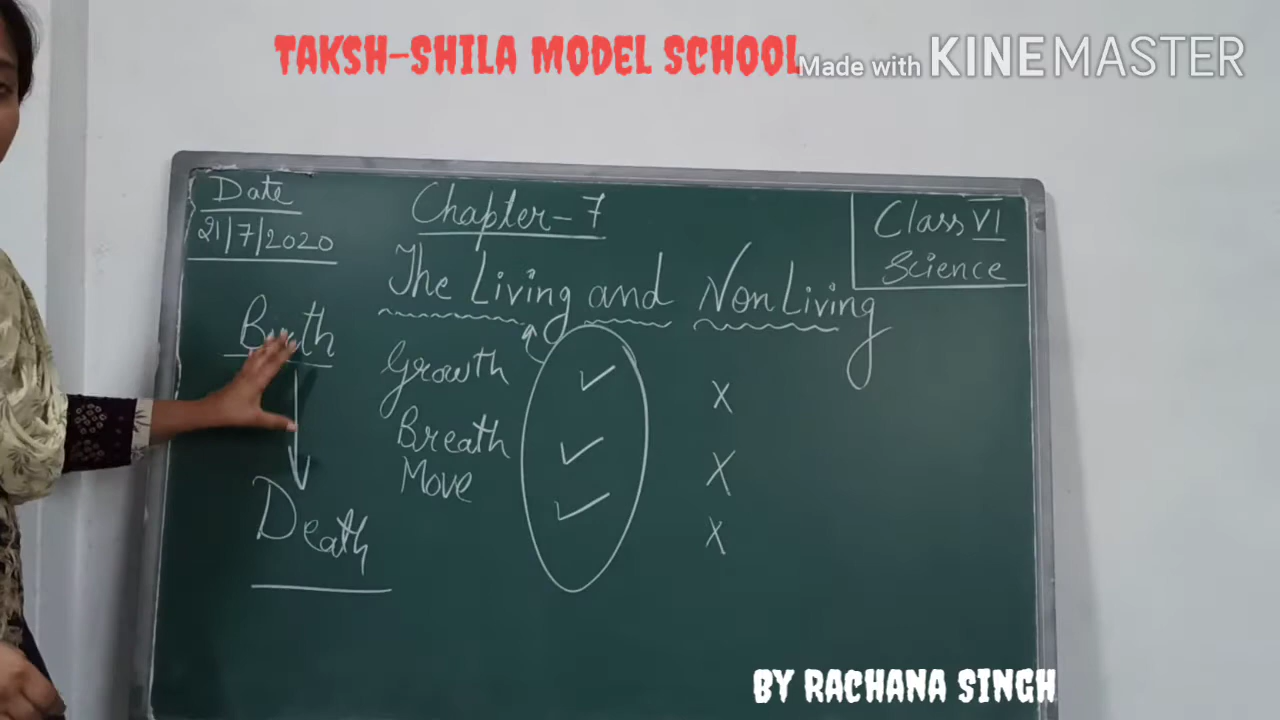 TAKSH-SHILA MODEL SCHOOL
Made with KINEMASTER
Date
21/7/2020
Chapter-7
Class VI
Science
The Living and Non Living
Birth
Growth ✓ X
Breath ✓ X
Move ✓ X
Death
BY RACHANA SINGH